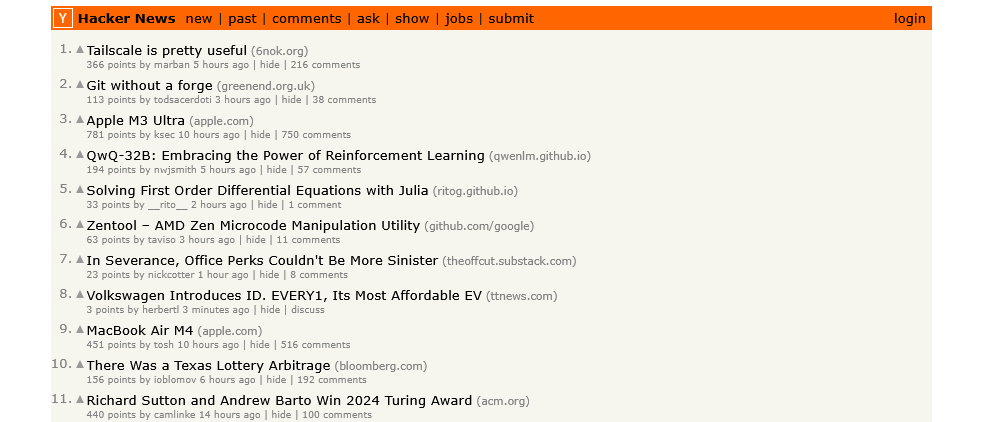 Y Hacker News new | past | comments | ask | show | jobs | submit login
1. ▲ Tailscale is pretty useful (6nok.org)
366 points by marban 5 hours ago | hide | 216 comments
2. ▲ Git without a forge (greenend.org.uk)
113 points by todsacerdoti 3 hours ago | hide | 38 comments
3. ▲ Apple M3 Ultra (apple.com)
781 points by ksec 10 hours ago | hide | 750 comments
4. ▲ QwQ-32B: Embracing the Power of Reinforcement Learning (qwenlm.github.io)
194 points by nwjsmith 5 hours ago | hide | 57 comments
5. ▲ Solving First Order Differential Equations with Julia (ritog.github.io)
33 points by __rito__ 2 hours ago | hide | 1 comment
6. ▲ Zentool – AMD Zen Microcode Manipulation Utility (github.com/google)
63 points by taviso 3 hours ago | hide | 11 comments
7. ▲ In Severance, Office Perks Couldn't Be More Sinister (theoffcut.substack.com)
23 points by nickcotter 1 hour ago | hide | 8 comments
8. ▲ Volkswagen Introduces ID. EVERY1, Its Most Affordable EV (ttnews.com)
3 points by herbertl 3 minutes ago | hide | discuss
9. ▲ MacBook Air M4 (apple.com)
451 points by tosh 10 hours ago | hide | 516 comments
10. ▲ There Was a Texas Lottery Arbitrage (bloomberg.com)
156 points by ioblomov 6 hours ago | hide | 192 comments
11. ▲ Richard Sutton and Andrew Barto Win 2024 Turing Award (acm.org)
440 points by camlinke 14 hours ago | hide | 100 comments